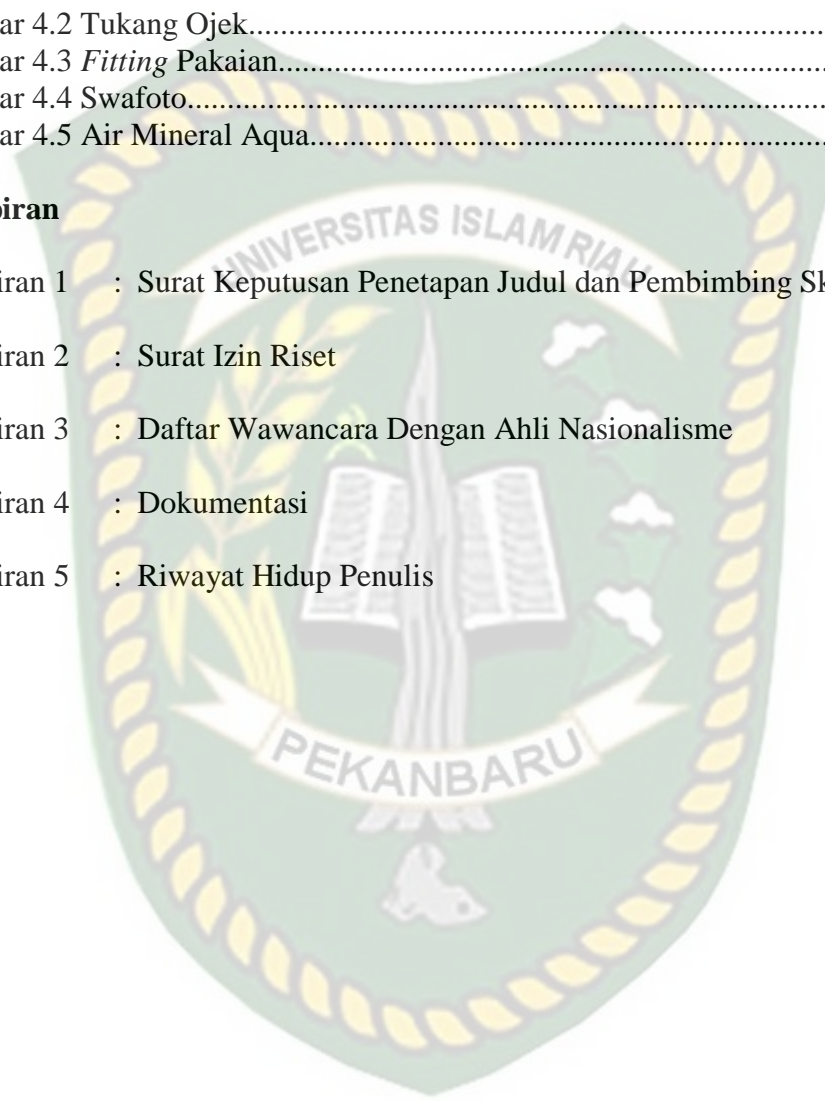 ar 4.2 Tukang Ojek......................................................................................
ar 4.3 Fitting Pakaian..................................................................................
ar 4.4 Swafoto..............................................................................................
ar 4.5 Air Mineral Aqua..............................................................................
piran
UNIVERSITAS ISLAM RIAU
iran 1 : Surat Keputusan Penetapan Judul dan Pembimbing Sk
iran 2 : Surat Izin Riset
iran 3 : Daftar Wawancara Dengan Ahli Nasionalisme
iran 4 : Dokumentasi
iran 5 : Riwayat Hidup Penulis
PEKANBARU